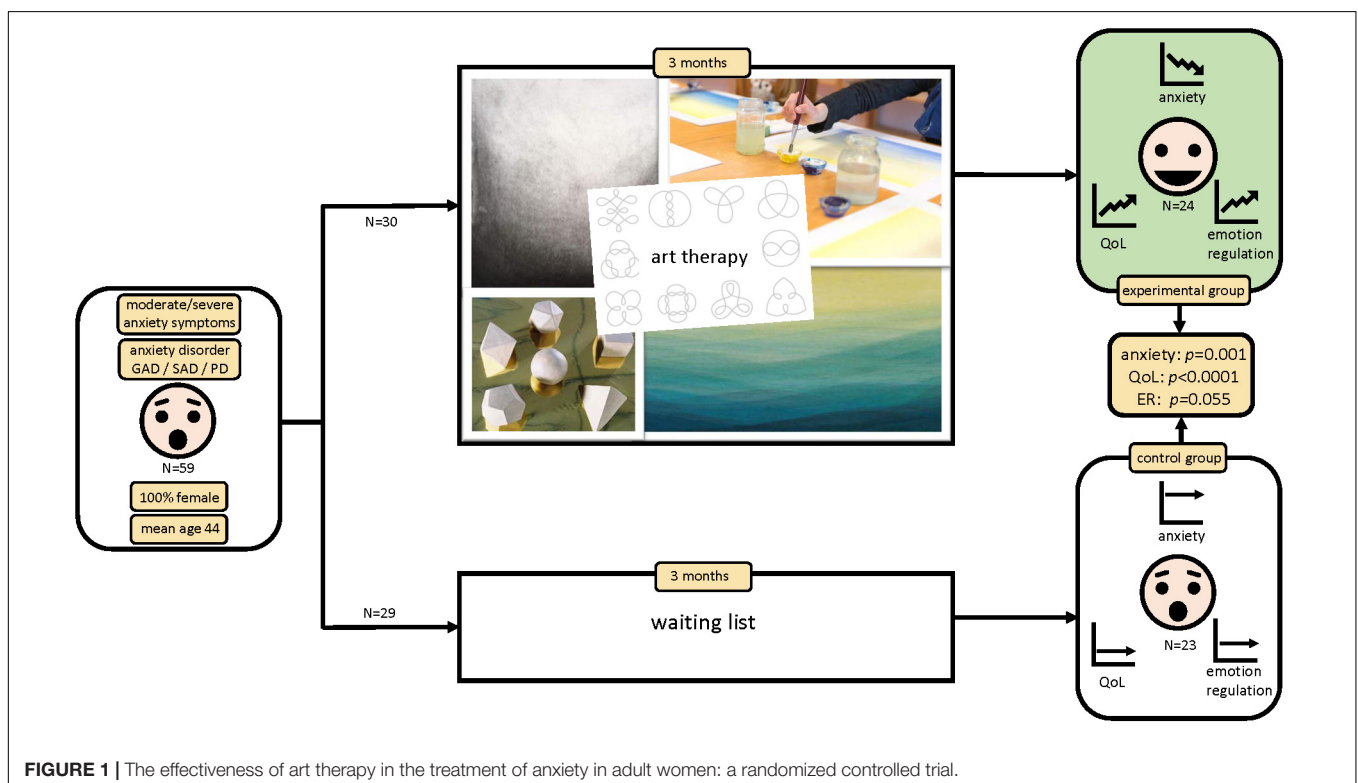 moderate/severe
anxiety symptoms
anxiety disorder
GAD / SAD / PD
N=59
100% female
mean age 44
N=30
3 months
art therapy
N=29
3 months
waiting list
anxiety
N=24
QoL
emotion
regulation
experimental group
anxiety: p=0.001
QoL: p<0.0001
ER: p=0.055
control group
anxiety
N=23
QoL
emotion
regulation
FIGURE 1 | The effectiveness of art therapy in the treatment of anxiety in adult women: a randomized controlled trial.